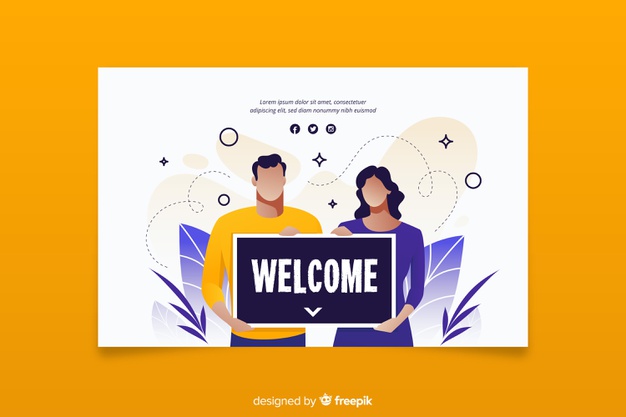 Lorem ipsum dolor sit amet, consectetuer
adipiscing elit, sed diam nonummy nibh euismod
WELCOME
designed by freepik